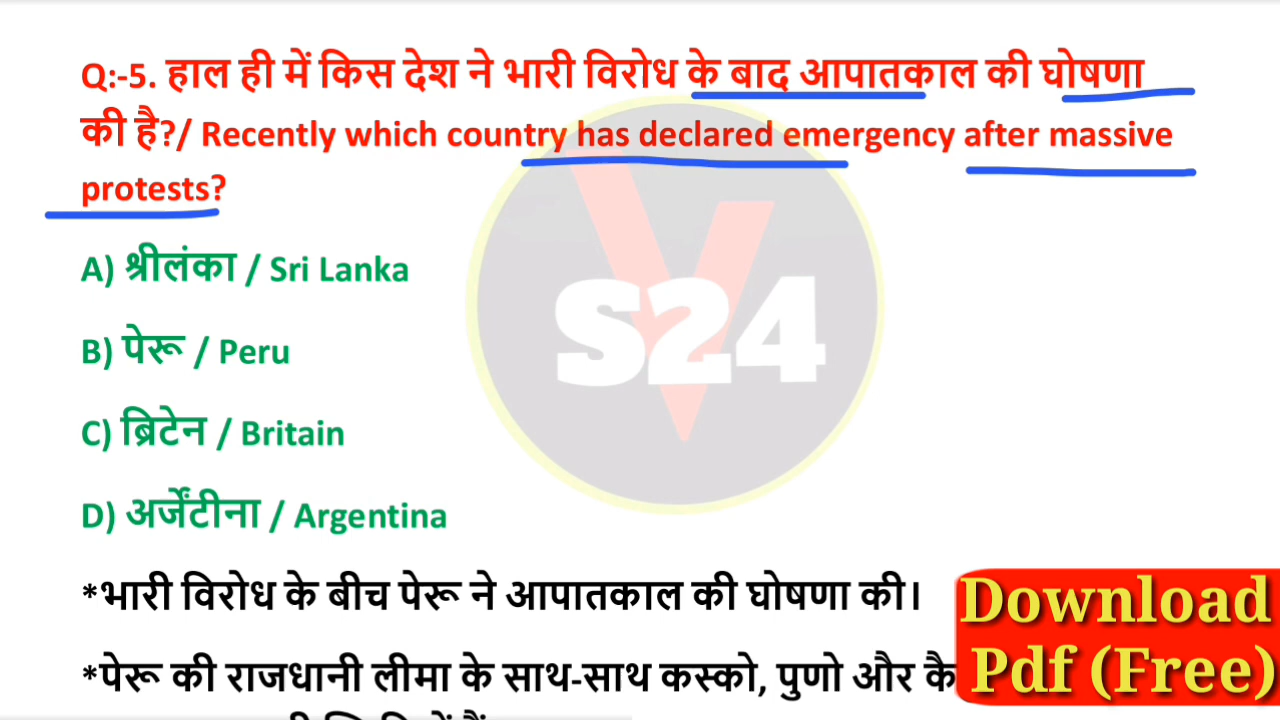 Q:-5. हाल ही में किस देश ने भारी विरोध के बाद आपातकाल की घोषणा
की है?/ Recently which country has declared emergency after massive
protests?
A) श्रीलंका / Sri Lanka
B) पेरू / Peru
C) ब्रिटेन / Britain
D) अर्जेंटीना / Argentina
*भारी विरोध के बीच पेरू ने आपातकाल की घोषणा की।
*पेरू की राजधानी लीमा के साथ-साथ कस्को, पुणो और
VS24
Download
Pdf (Free)